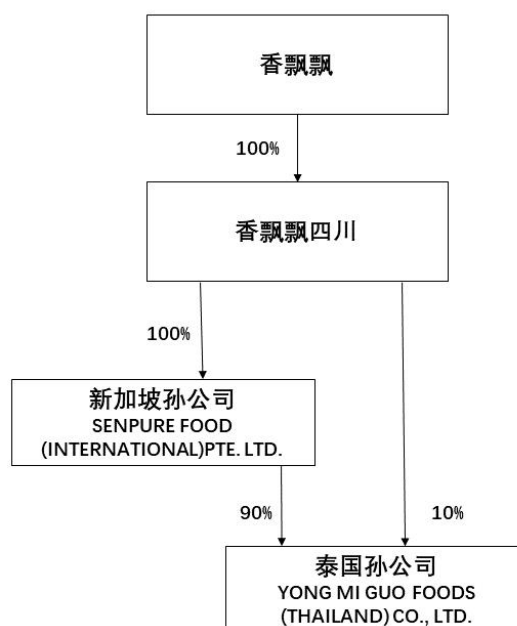 香飘飘
100%
香飘飘四川
100%
新加坡孙公司
SENPURE FOOD
(INTERNATIONAL)PTE. LTD.
90%
10%
泰国孙公司
YONG MI GUO FOODS
(THAILAND) CO., LTD.